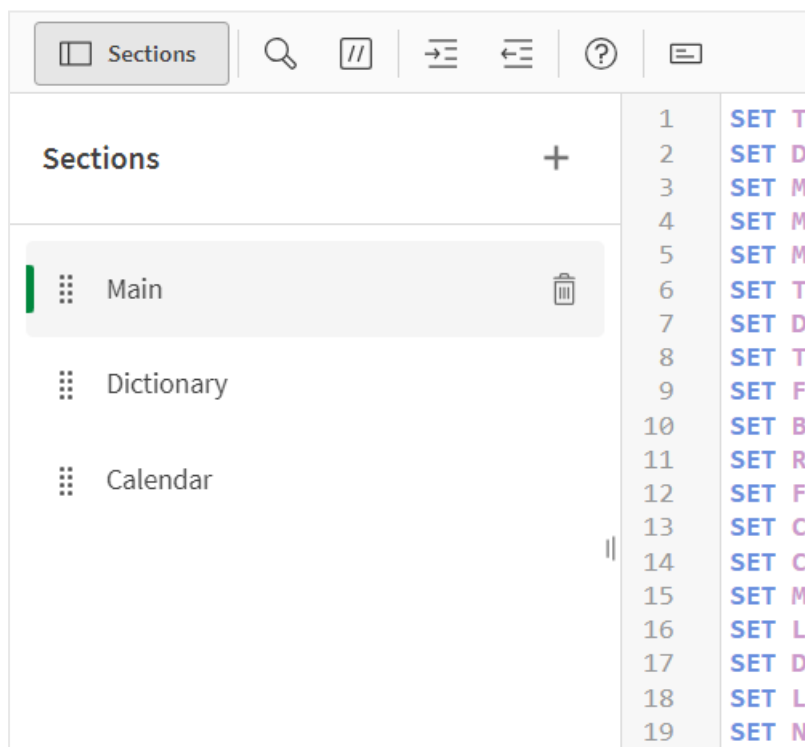 Sections
//
Sections
Main
Dictionary
Calendar
1 SET T
2 SET D
3 SET M
4 SET M
5 SET M
6 SET T
7 SET D
8 SET T
9 SET F
10 SET B
11 SET R
12 SET F
13 SET C
14 SET C
15 SET M
16 SET L
17 SET D
18 SET L
19 SET N